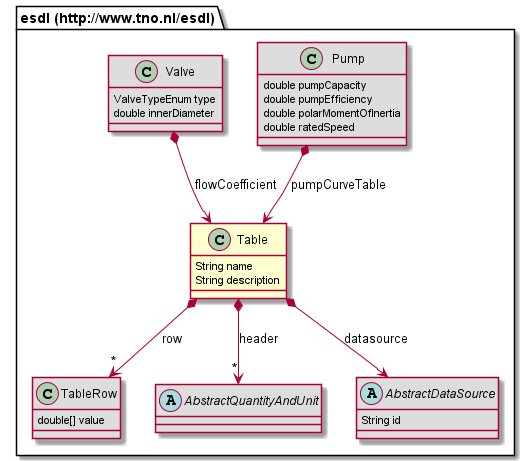 esdl (http://www.tno.nl/esdl)
C Valve
ValveTypeEnum type
double innerDiameter
C Pump
double pumpCapacity
double pumpEfficiency
double polarMomentOfInertia
double ratedSpeed
flowCoefficient
pumpCurveTable
C Table
String name
String description
row
header
datasource
*
*
C TableRow
double[] value
A AbstractQuantityAndUnit
A AbstractDataSource
String id